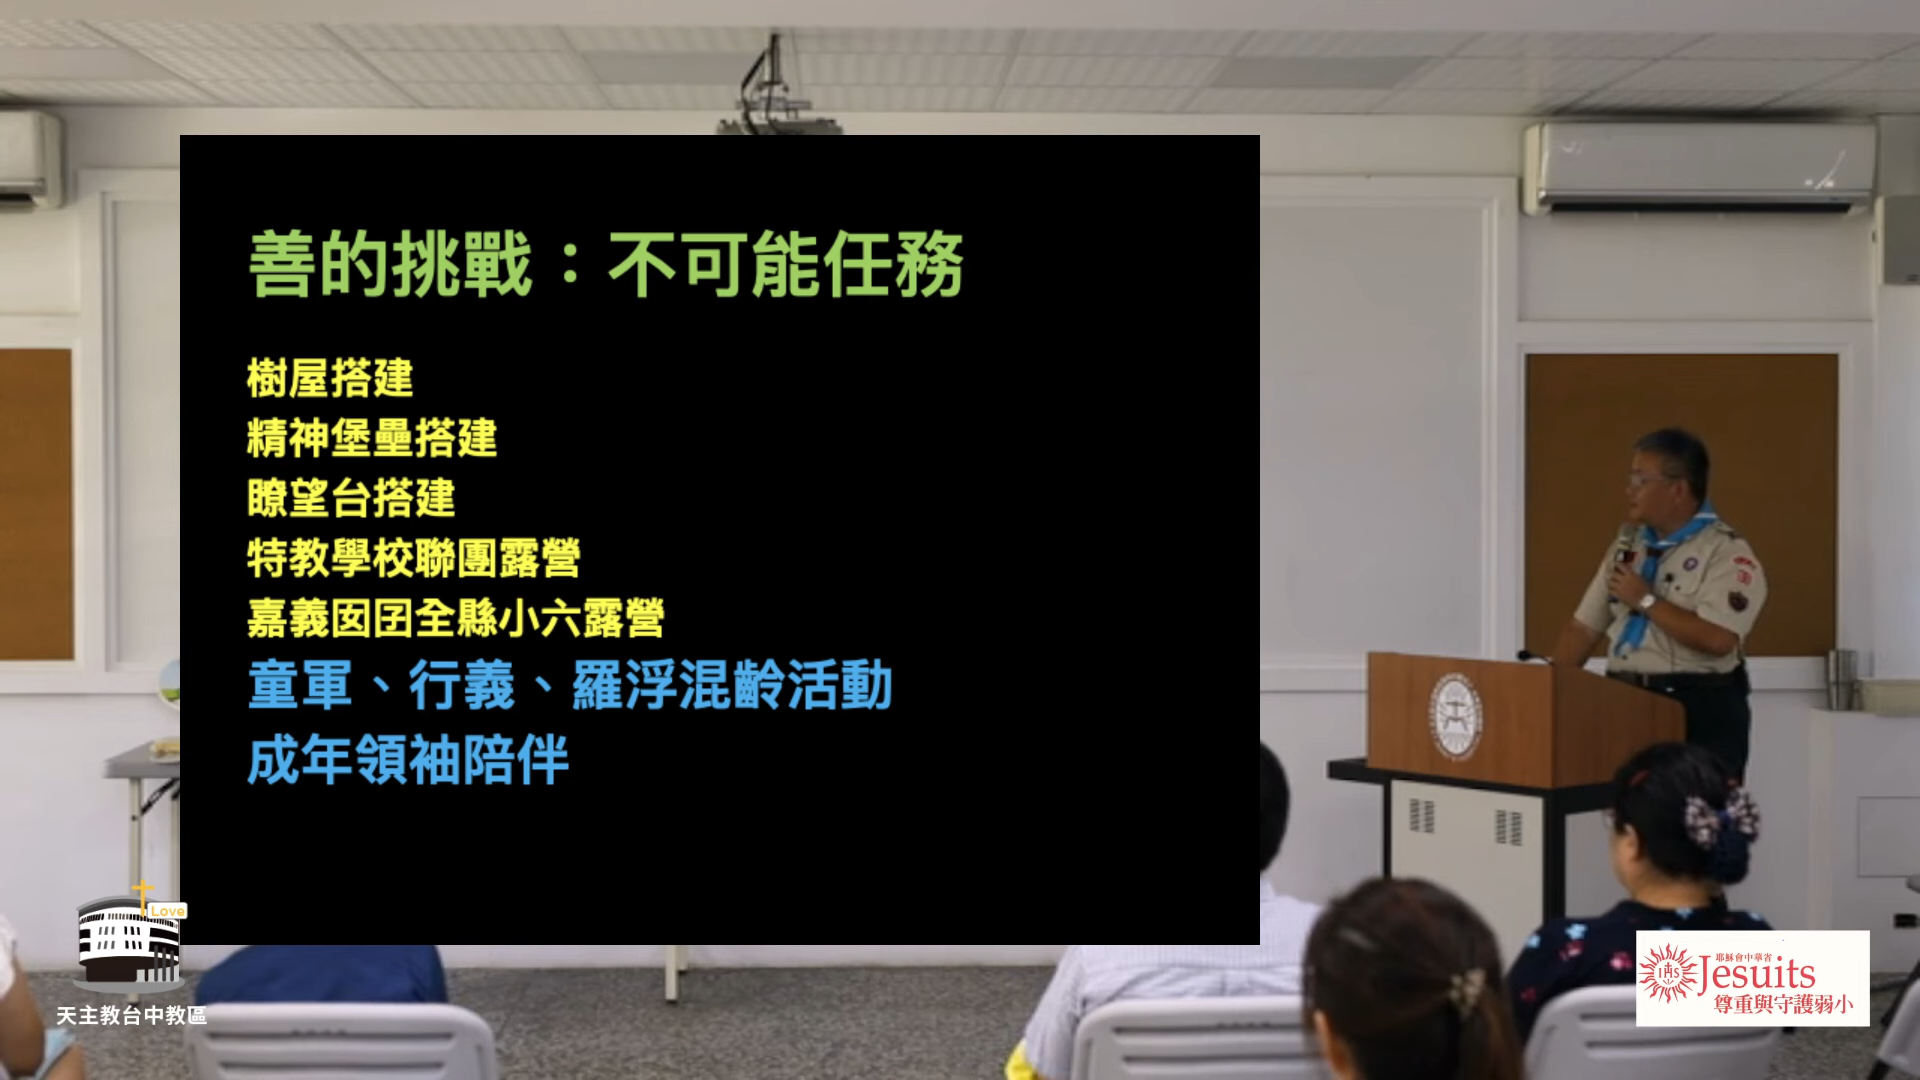 善的挑戰：不可能任務
樹屋搭建
精神堡壘搭建
瞭望台搭建
特教學校聯團露營
嘉義囡囝全縣小六露營
童軍、行義、羅浮混齡活動
成年領袖陪伴
Love
天主教台中教區
耶穌會中華省
IHS
Jesuits
尊重與守護弱小